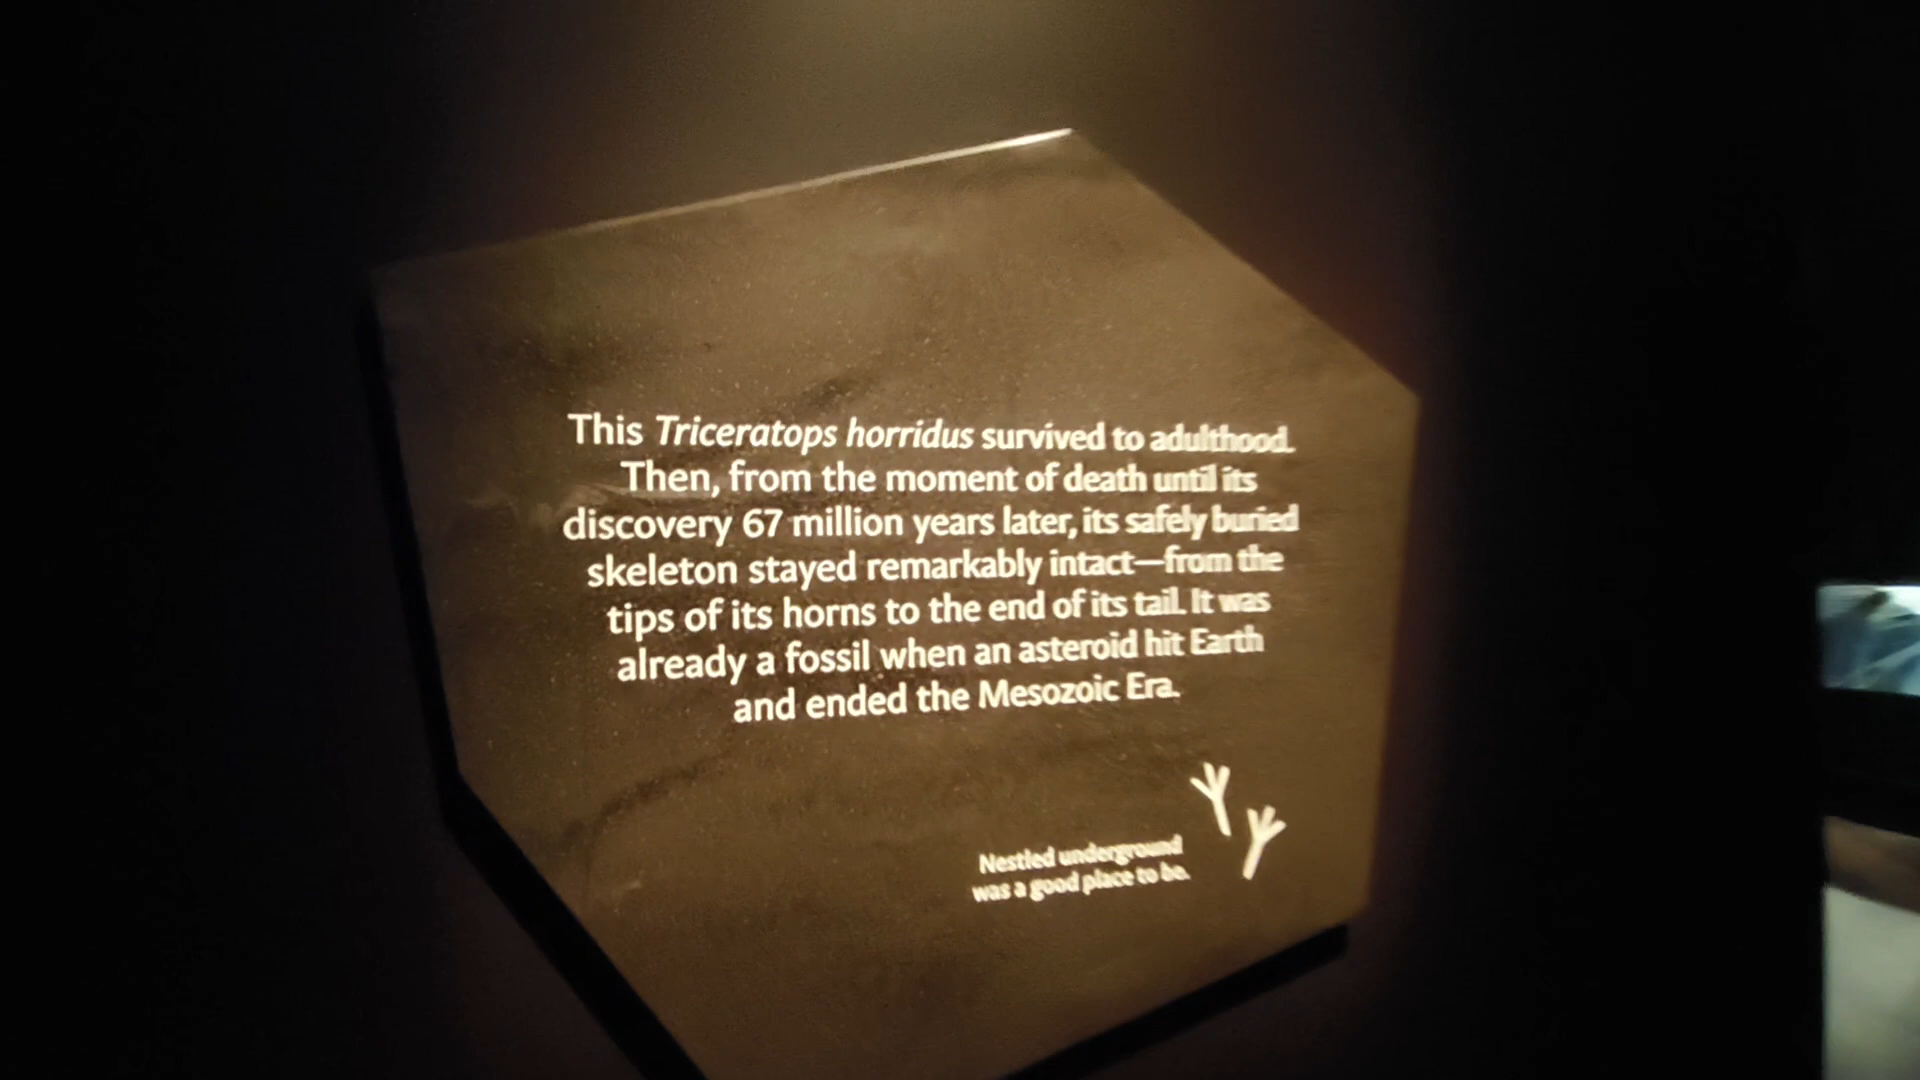 This Triceratops horridus survived to adulthood.
Then, from the moment of death until its
discovery 67 million years later, its safely buried
skeleton stayed remarkably intact—from the
tips of its horns to the end of its tail. It was
already a fossil when an asteroid hit Earth
and ended the Mesozoic Era.
Nestled underground
was a good place to be.